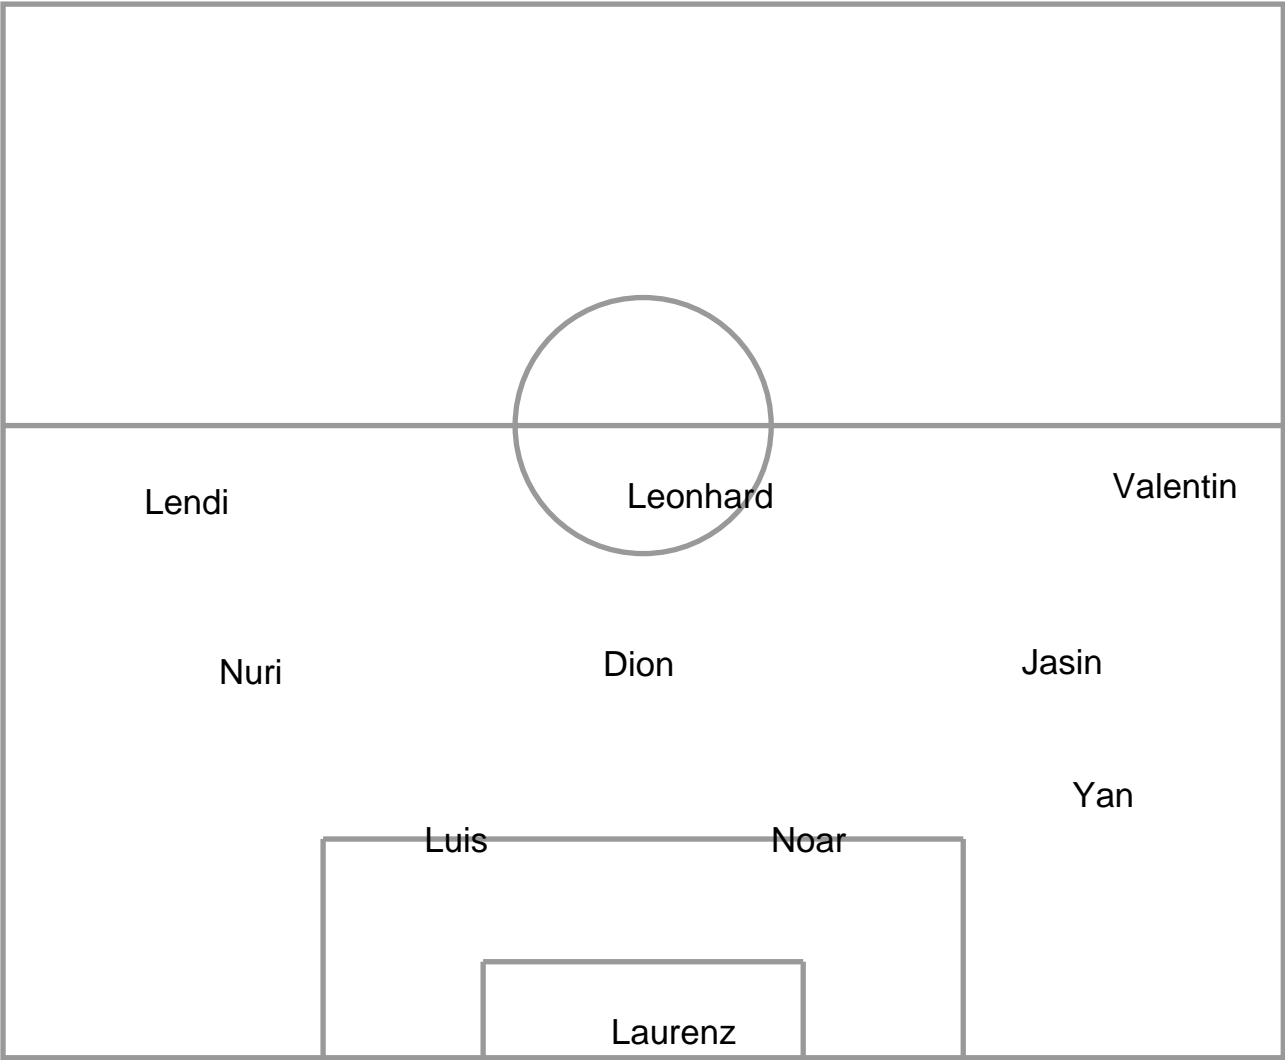 Lendi
Leonhard
Valentin
Nuri
Dion
Jasin
Yan
Luis
Noar
Laurenz